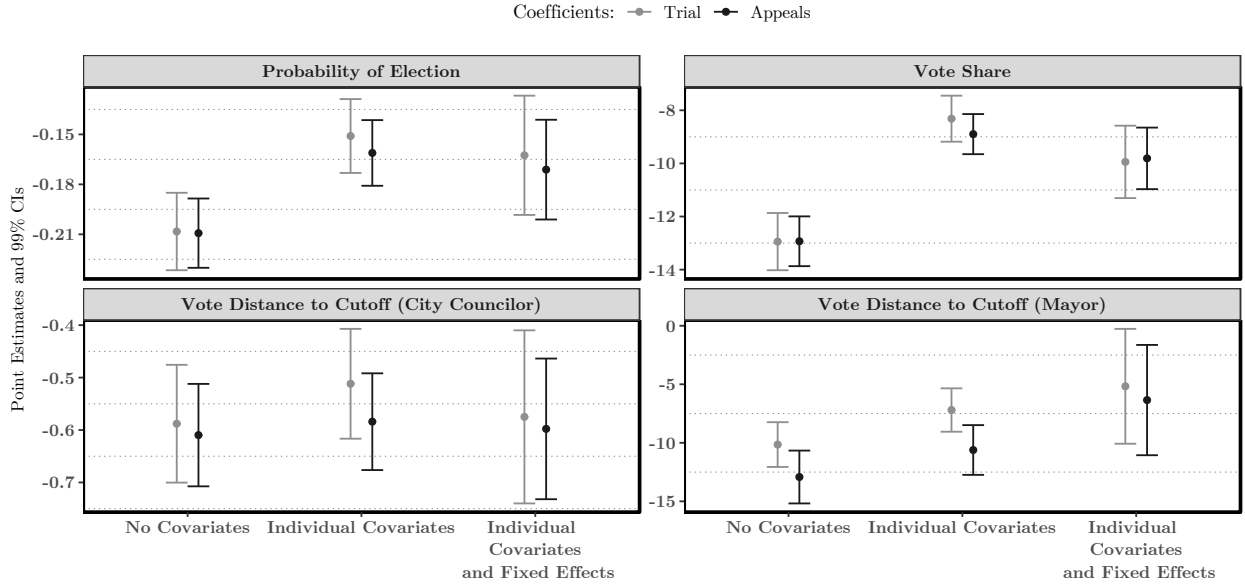 Coefficients: Trial Appeals
Point Estimates and 99% CIs
Probability of Election
-0.15
-0.18
-0.21
Vote Share
-8
-10
-12
-14
Vote Distance to Cutoff (City Councilor)
-0.4
-0.5
-0.6
-0.7
No Covariates
Individual Covariates
Individual
Covariates
and Fixed Effects
Vote Distance to Cutoff (Mayor)
0
-5
-10
-15
No Covariates
Individual Covariates
Individual
Covariates
and Fixed Effects